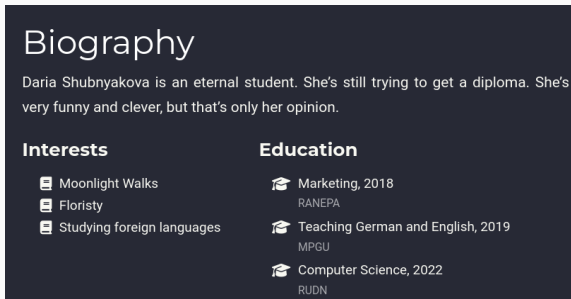 Biography
Daria Shubnyakova is an eternal student. She's still trying to get a diploma. She's
very funny and clever, but that's only her opinion.
Interests
Moonlight Walks
Floristy
Studying foreign languages
Education
Marketing, 2018
RANEPA
Teaching German and English, 2019
MPGU
Computer Science, 2022
RUDN